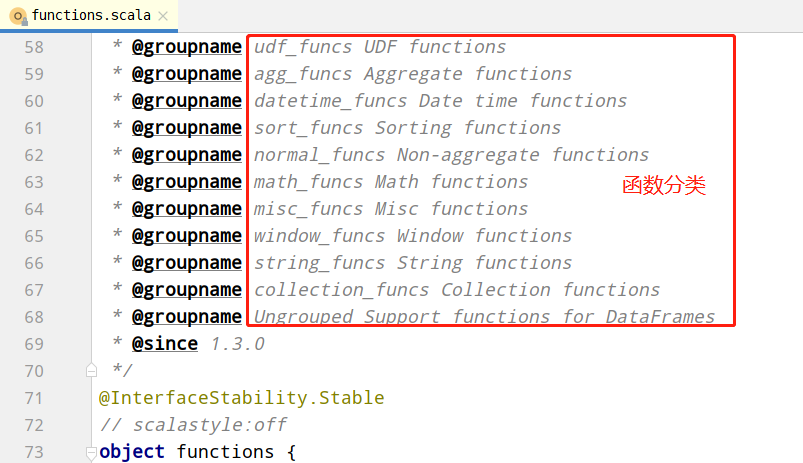 functions.scala
58 * @groupname udf_funcs UDF functions
59 * @groupname agg_funcs Aggregate functions
60 * @groupname datetime_funcs Date time functions
61 * @groupname sort_funcs Sorting functions
62 * @groupname normal_funcs Non-aggregate functions
63 * @groupname math_funcs Math functions 函数分类
64 * @groupname misc_funcs Misc functions
65 * @groupname window_funcs Window functions
66 * @groupname string_funcs String functions
67 * @groupname collection_funcs Collection functions
68 * @groupname Ungrouped Support functions for DataFrames
69 * @since 1.3.0
70 */
71 @InterfaceStability.Stable
72 // scalastyle:off
73 object functions {